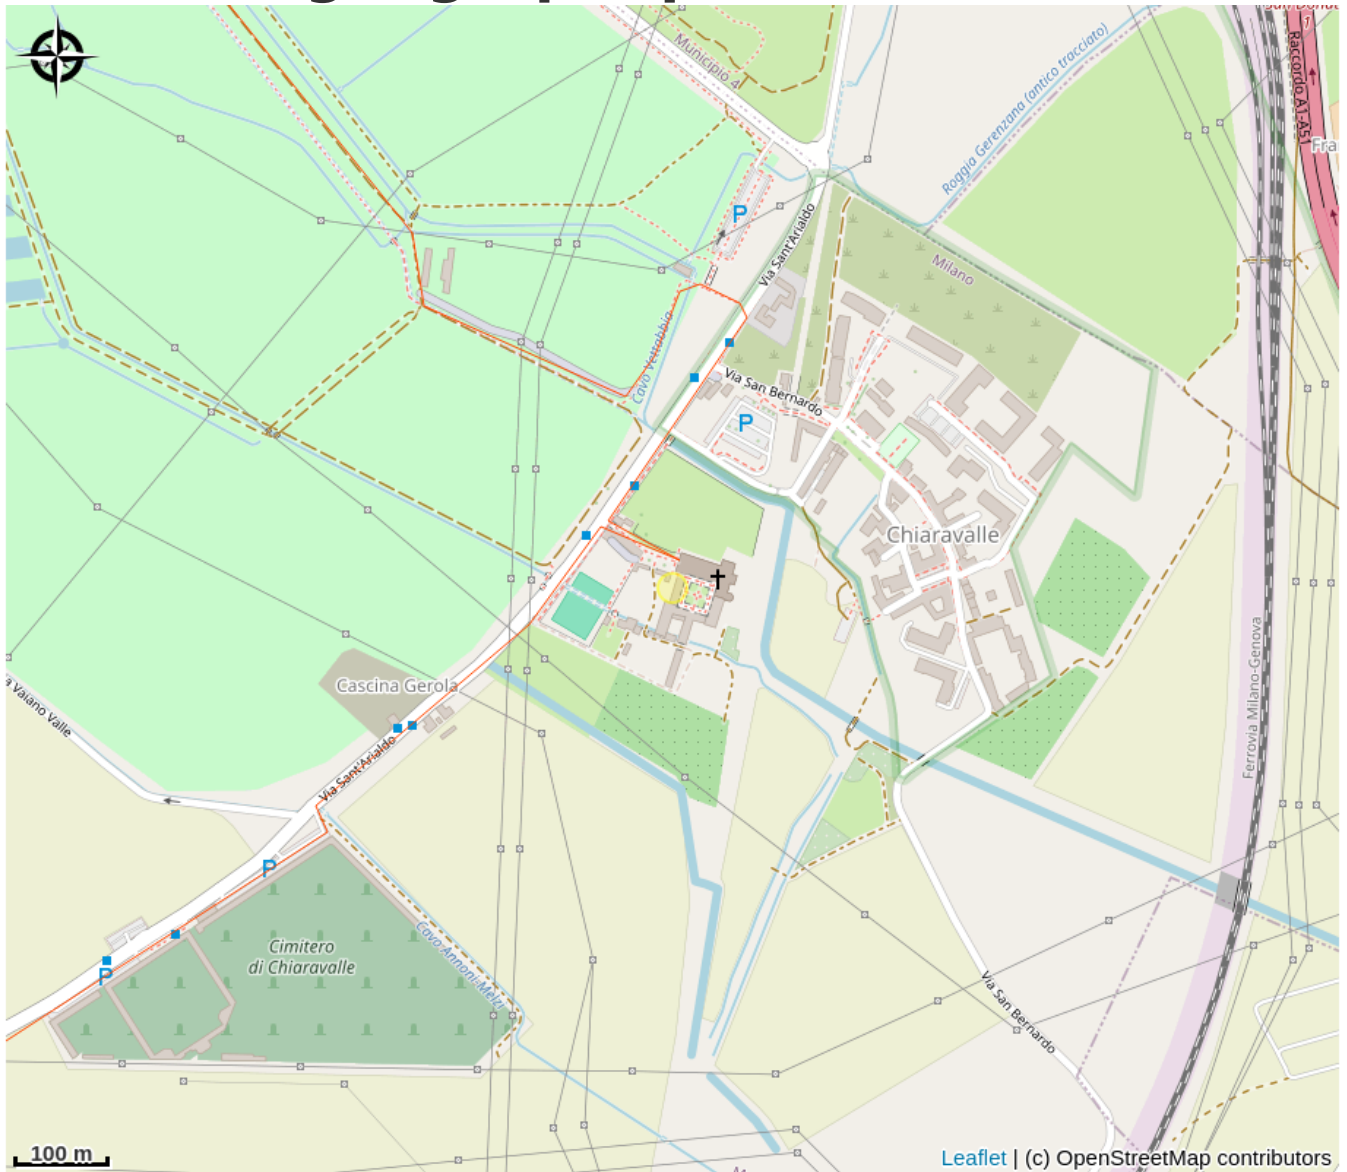 Municipio 4
1
Raccordo A1-A51
Roggia Gerenzana (antico tracciato)
Fra
P
Via Sant'Arialdo
Milano
Cavo Vettabbia
Via San Bernardo
P
Chiaravalle
Ferrovia Milano-Genova
Cascina Gerola
a Vaiano Valle
Via Sant'Arialdo
P
Cimitero
di Chiaravalle
Cavo Annoni-Melzi
P
Via San Bernardo
100 m
Leaflet | (c) OpenStreetMap contributors